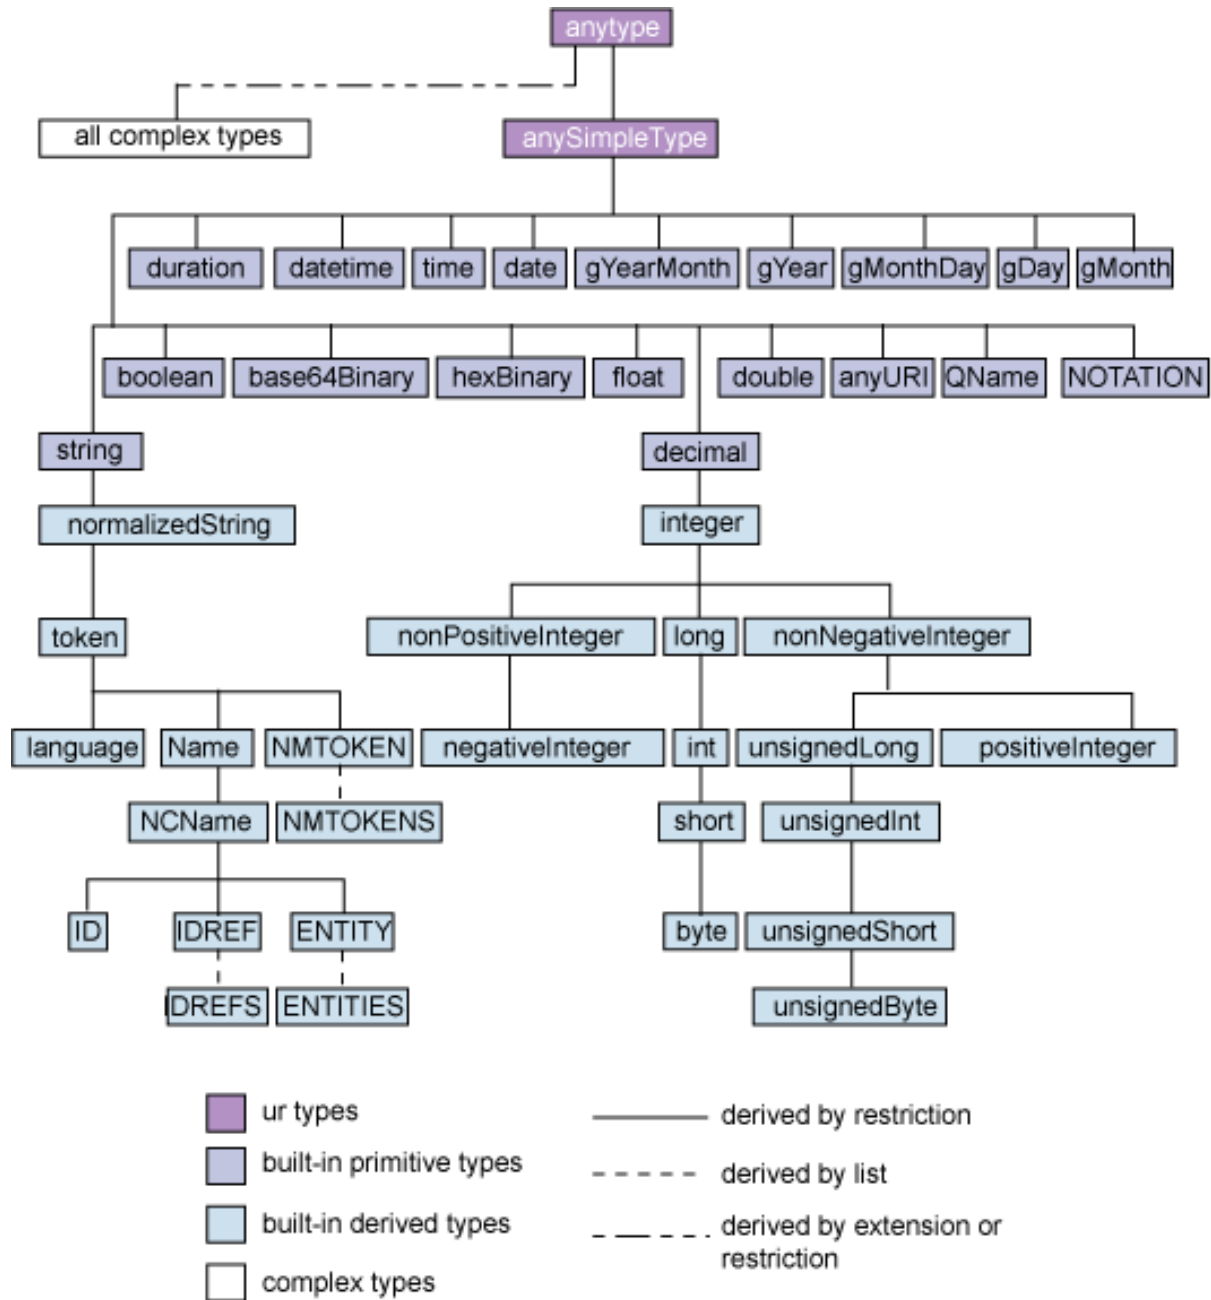 anytype
all complex types
anySimpleType
duration
datetime
time
date
gYearMonth
gYear
gMonthDay
gDay
gMonth
boolean
base64Binary
hexBinary
float
double
anyURI
QName
NOTATION
string
decimal
normalizedString
integer
token
nonPositiveInteger
long
nonNegativeInteger
language
Name
NMTOKEN
negativeInteger
int
unsignedLong
positiveInteger
NCName
NMTOKENS
short
unsignedInt
ID
IDREF
ENTITY
byte
unsignedShort
IDREFS
ENTITIES
unsignedByte
ur types
derived by restriction
built-in primitive types
derived by list
built-in derived types
derived by extension or
restriction
complex types